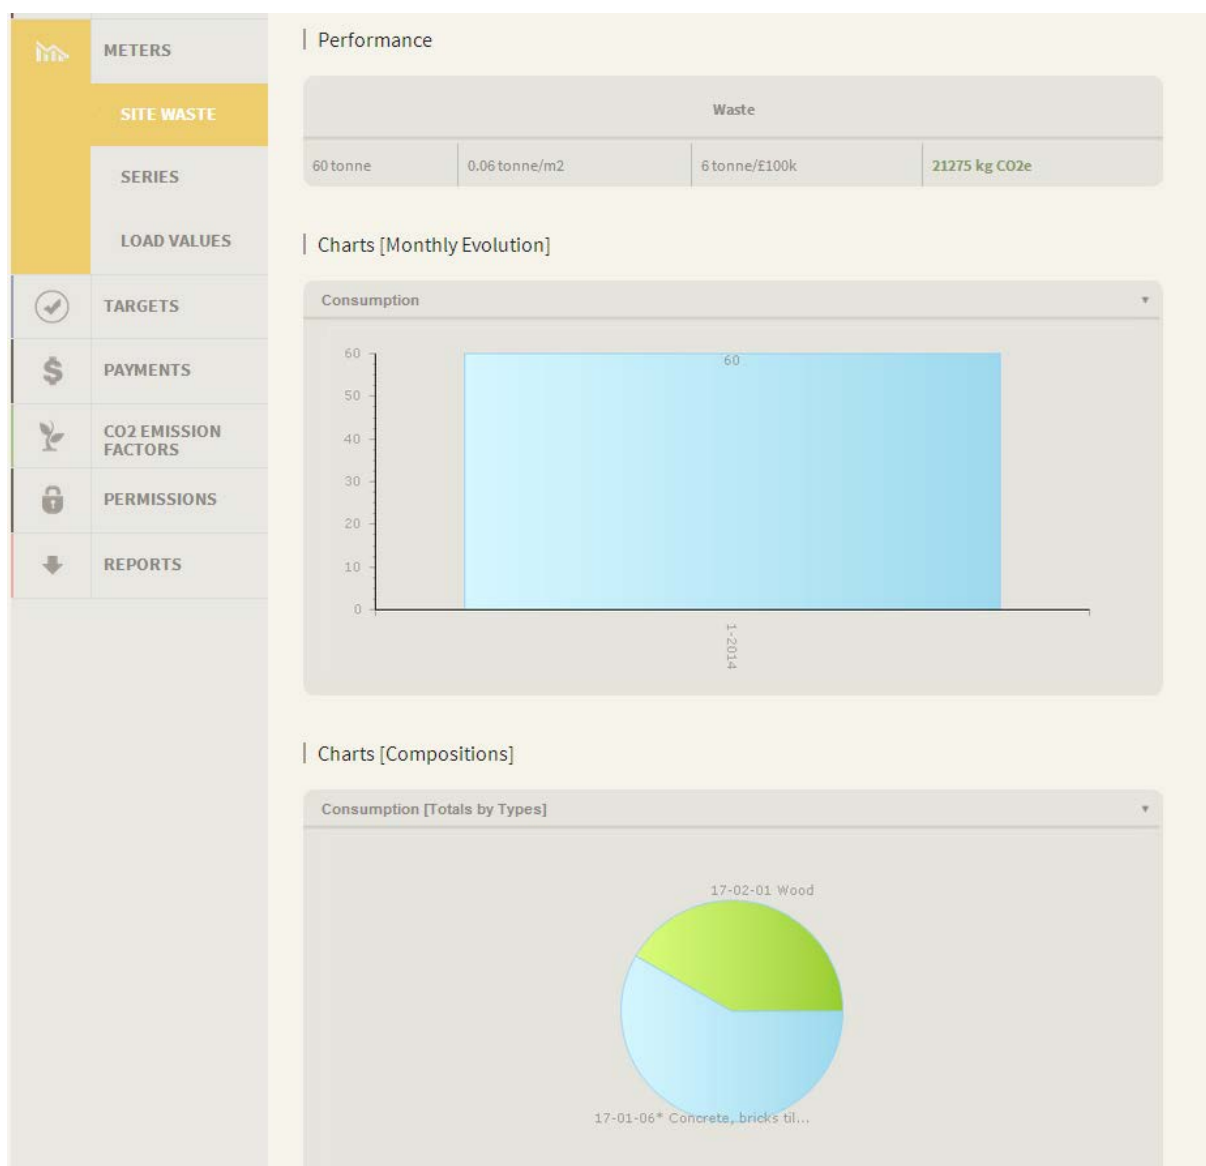 METERS
SITE WASTE
SERIES
LOAD VALUES
TARGETS
$
PAYMENTS
CO2 EMISSION
FACTORS
PERMISSIONS
REPORTS
Performance
Waste
60 tonne 0.06 tonne/m2 6 tonne/£100k 21275 kg CO2e
Charts [Monthly Evolution]
Consumption
60
50
40
30
20
10
0
60
1-2014
Charts [Compositions]
Consumption [Totals by Types]
17-02-01 Wood
17-01-06* Concrete, bricks til...